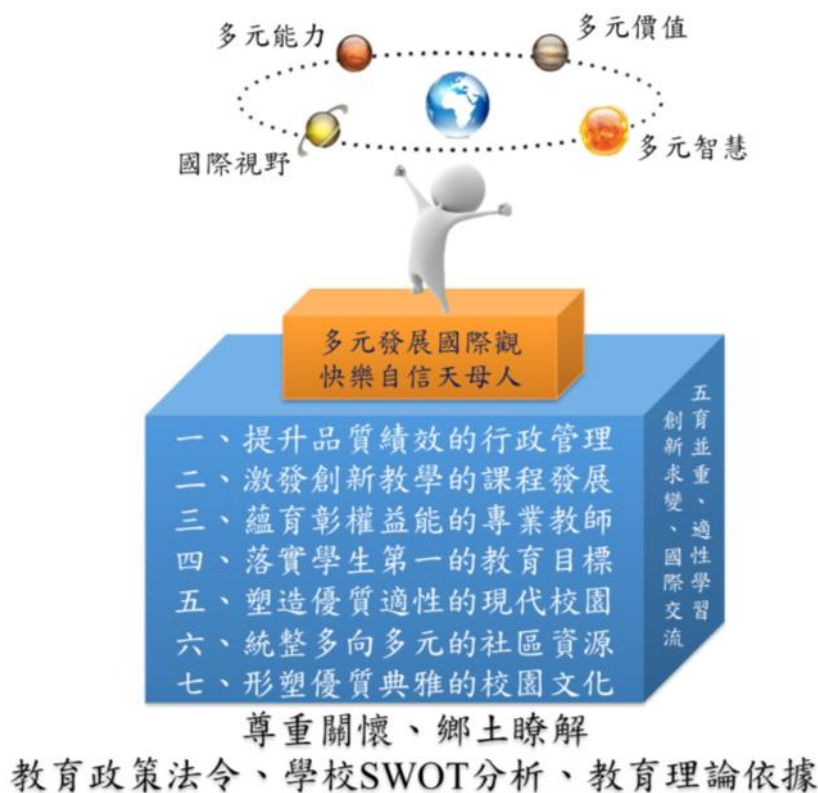 多元能力
多元價值
國際視野
多元智慧
多元發展國際觀
快樂自信天母人
一、提升品質績效的行政管理
二、激發創新教學的課程發展
三、蘊育彰權益能的專業教師
四、落實學生第一的教育目標
五、塑造優質適性的現代校園
六、統整多向多元的社區資源
七、形塑優質典雅的校園文化
五育並重、適性學習
創新求變、國際交流
尊重關懷、鄉土瞭解
教育政策法令、學校SWOT分析、教育理論依據